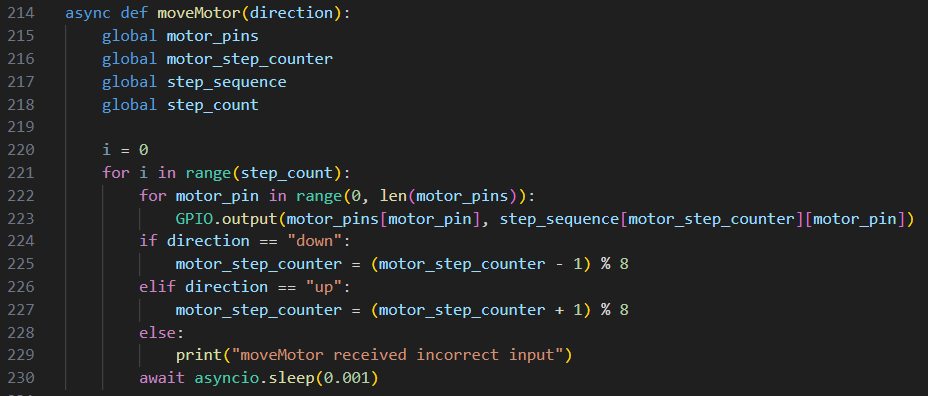 214 async def moveMotor(direction):
215     global motor_pins
216     global motor_step_counter
217     global step_sequence
218     global step_count
219
220     i = 0
221     for i in range(step_count):
222         for motor_pin in range(0, len(motor_pins)):
223             GPIO.output(motor_pins[motor_pin], step_sequence[motor_step_counter][motor_pin])
224         if direction == "down":
225             motor_step_counter = (motor_step_counter - 1) % 8
226         elif direction == "up":
227             motor_step_counter = (motor_step_counter + 1) % 8
228         else:
229             print("moveMotor received incorrect input")
230         await asyncio.sleep(0.001)